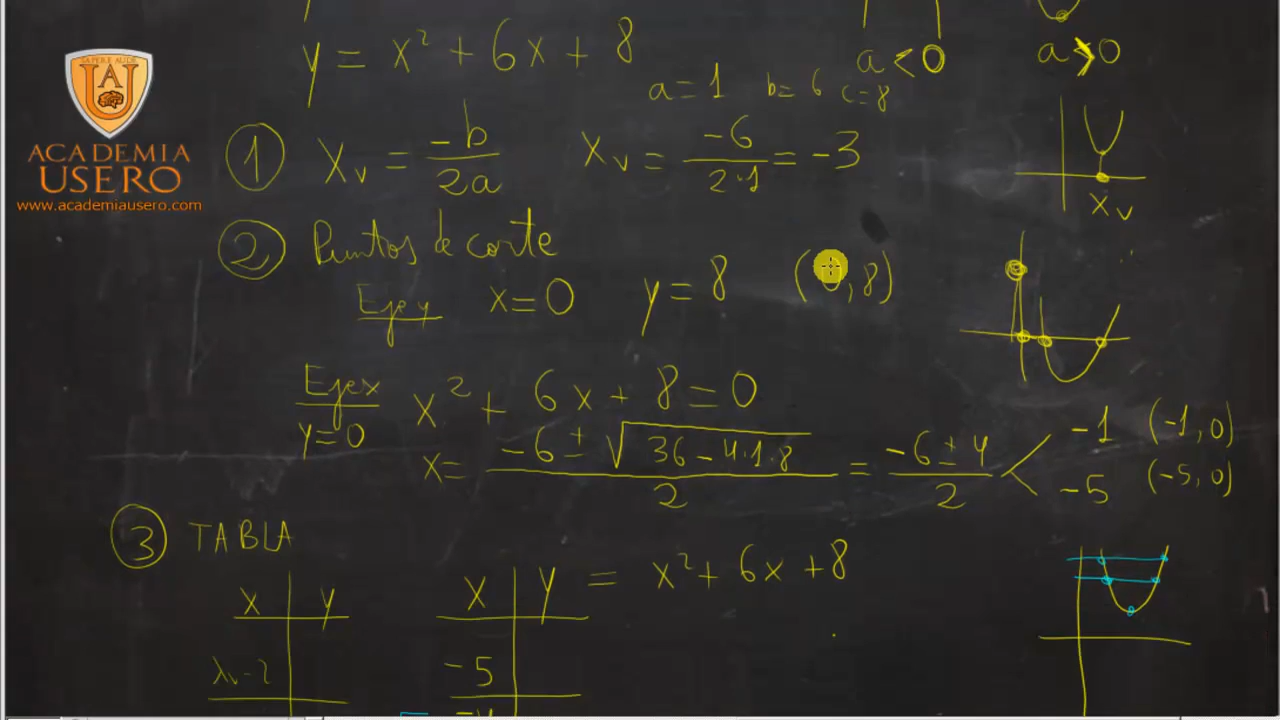 y = x² + 6x + 8
a < 0
a > 0
a = 1 b = 6 c = 8
SAPERE AUDE
UA
ACADEMIA
USERO
www.academiausero.com
① Xv = -b / 2a Xv = -6 / 2·1 = -3
Xv
② Puntos de corte
Eje y x = 0 y = 8 (0, 8)
Eje x x² + 6x + 8 = 0
y = 0
x = (-6 ± √(36 - 4·1·8)) / 2 = (-6 ± 4) / 2 < -1 (-1, 0)
-5 (-5, 0)
③ TABLA
x y
x y = x² + 6x + 8
-5
-4